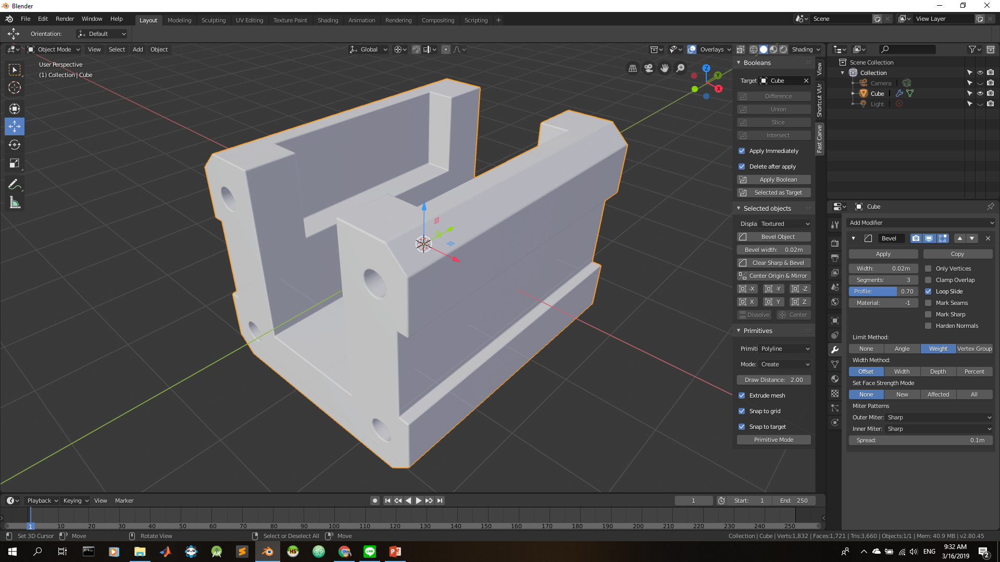 Blender
File Edit Render Window Help
Layout Modeling Sculpting UV Editing Texture Paint Shading Animation Rendering Compositing Scripting +
Scene
View Layer
Orientation: Default
Object Mode View Select Add Object
Global
Overlays
Shading
User Perspective
(1) Collection | Cube
Z
Y
X
View
Shortcut VUr
Fast Carve
Booleans
Target Cube
Difference
Union
Slice
Intersect
Apply Immediately
Delete after apply
Apply Boolean
Selected as Target
Selected objects
Displa Textured
Bevel Object
Bevel width: 0.02m
Clear Sharp & Bevel
Center Origin & Mirror
-X -Y -Z
X Y Z
Dissolve Center
Primitives
Primiti Polyline
Mode: Create
Draw Distance: 2.00
Extrude mesh
Snap to grid
Snap to target
Primitive Mode
Scene Collection
Collection
Camera
Cube
Light
Cube
Add Modifier
Bevel
Apply Copy
Width: 0.02m Only Vertices
Segments: 3 Clamp Overlap
Profile: 0.70 Loop Slide
Material: -1 Mark Seams
Mark Sharp
Harden Normals
Limit Method:
None Angle Weight Vertex Group
Width Method:
Offset Width Depth Percent
Set Face Strength Mode
None New Affected All
Miter Patterns
Outer Miter: Sharp
Inner Miter: Sharp
Spread: 0.1m
Playback Keying View Marker
1 Start: 1 End: 250
1 10 20 30 40 50 60 70 80 90 100 110 120 130 140 150 160 170 180 190 200 210 220 230 240 250
Set 3D Cursor Move Rotate View Select or Deselect All Move
Collection | Cube | Verts:1,832 | Faces:1,721 | Tris:3,660 | Objects:1/1 | Mem: 40.9 MB | v2.80.45
HS
LINE
ENG
9:32 AM
3/16/2019
2